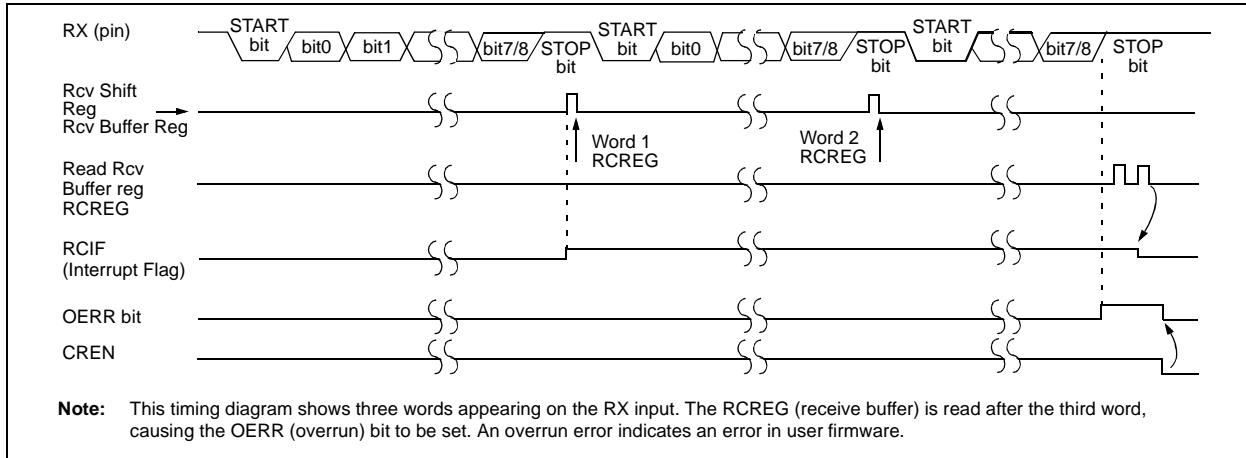 RX (pin)
START
bit
bit0
bit1
bit7/8
STOP
bit
START
bit
bit0
bit7/8
STOP
bit
START
bit
bit7/8
STOP
bit
Rcv Shift
Reg
Rcv Buffer Reg
Word 1
RCREG
Word 2
RCREG
Read Rcv
Buffer reg
RCREG
RCIF
(Interrupt Flag)
OERR bit
CREN
Note: This timing diagram shows three words appearing on the RX input. The RCREG (receive buffer) is read after the third word,
causing the OERR (overrun) bit to be set. An overrun error indicates an error in user firmware.